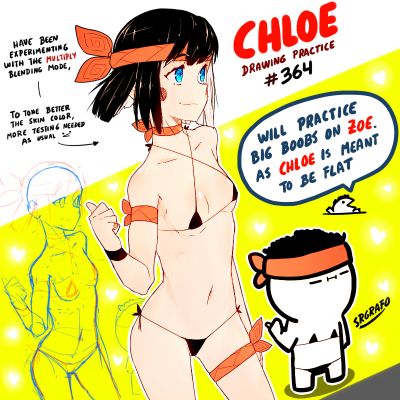 HAVE BEEN
EXPERIMENTING
WITH THE MULTIPLY
BLENDING MODE,
TO TONE BETTER
THE SKIN COLOR,
MORE TESTING NEEDED
AS USUAL
CHLOE
DRAWING PRACTICE
#364
WILL PRACTICE
BIG BOOBS ON ZOE.
AS CHLOE IS MEANT
TO BE FLAT
SRGRAFO